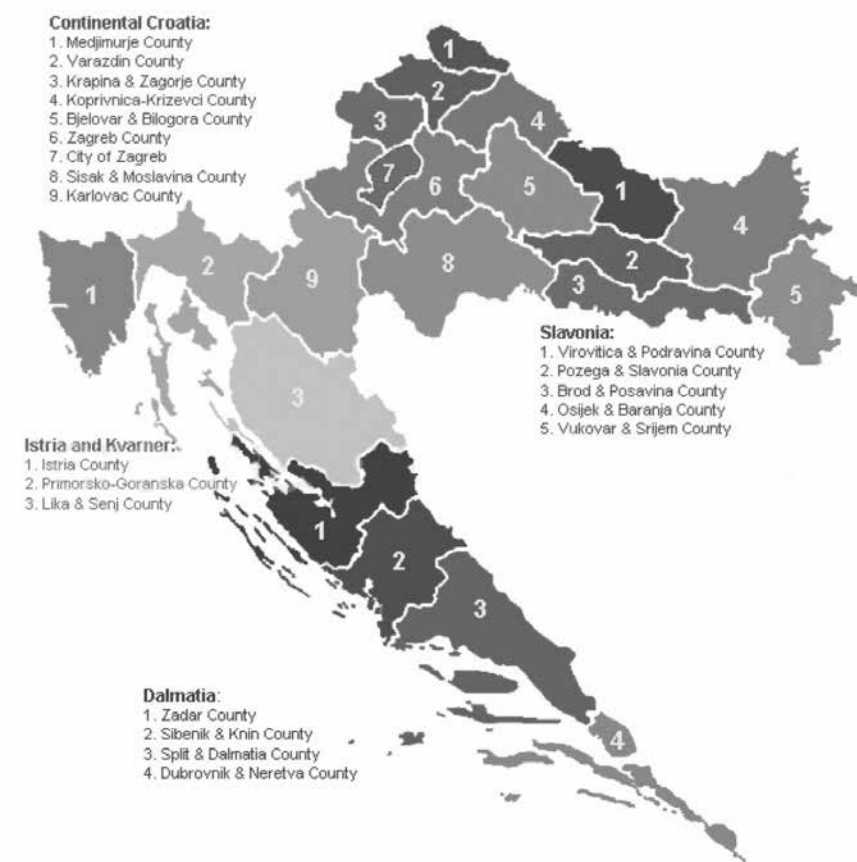 Continental Croatia:
1. Medjimurje County
2. Varazdin County
3. Krapina & Zagorje County
4. Koprivnica-Krizevci County
5. Bjelovar & Bilogora County
6. Zagreb County
7. City of Zagreb
8. Sisak & Moslavina County
9. Karlovac County
1
2
3
4
7
6
5
1
4
2
1
9
8
2
3
5
Slavonia:
1. Virovitica & Podravina County
2. Pozega & Slavonia County
3. Brod & Posavina County
4. Osijek & Baranja County
5. Vukovar & Srijem County
3
Istria and Kvarner:
1. Istria County
2. Primorsko-Goranska County
3. Lika & Senj County
1
2
3
Dalmatia:
1. Zadar County
2. Sibenik & Knin County
3. Split & Dalmatia County
4. Dubrovnik & Neretva County
4